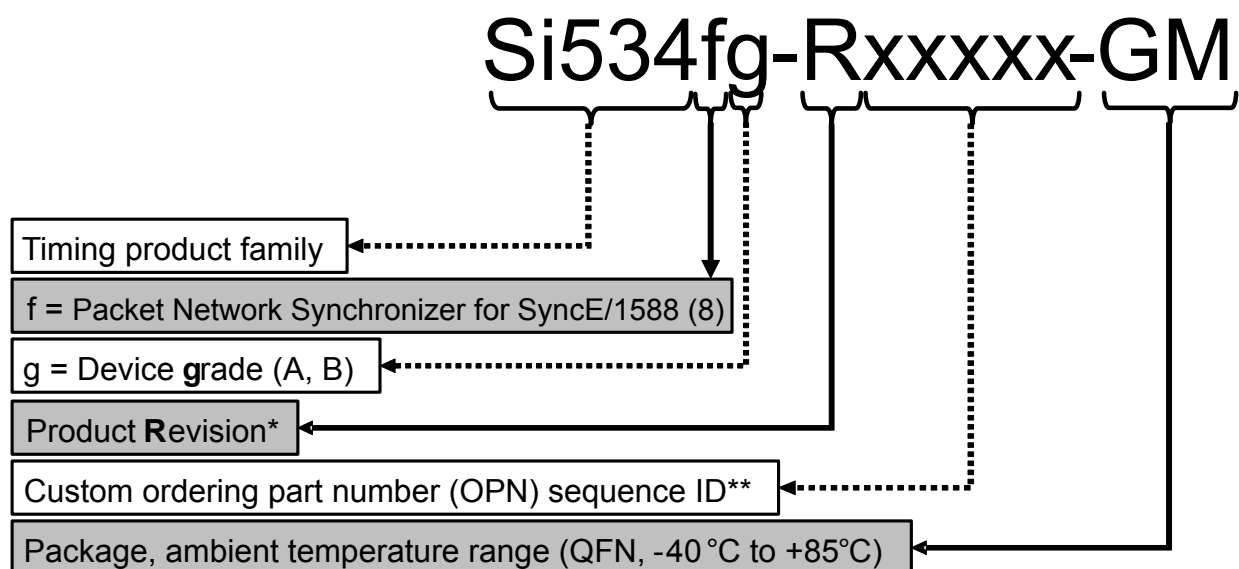 Si534fg-Rxxxxx-GM
Timing product family
f = Packet Network Synchronizer for SyncE/1588 (8)
g = Device grade (A, B)
Product Revision*
Custom ordering part number (OPN) sequence ID**
Package, ambient temperature range (QFN, -40°C to +85°C)